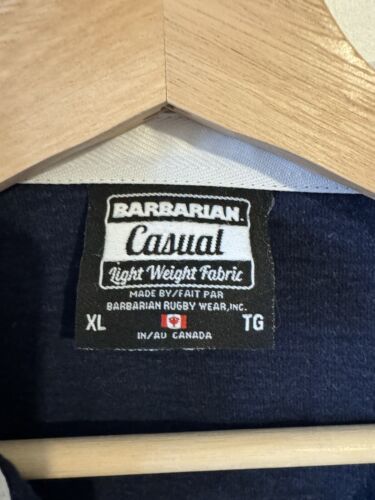 BARBARIAN.
Casual
Light Weight Fabric
MADE BY/FAIT PAR
BARBARIAN RUGBY WEAR, INC.
XL TG
IN/AU CANADA